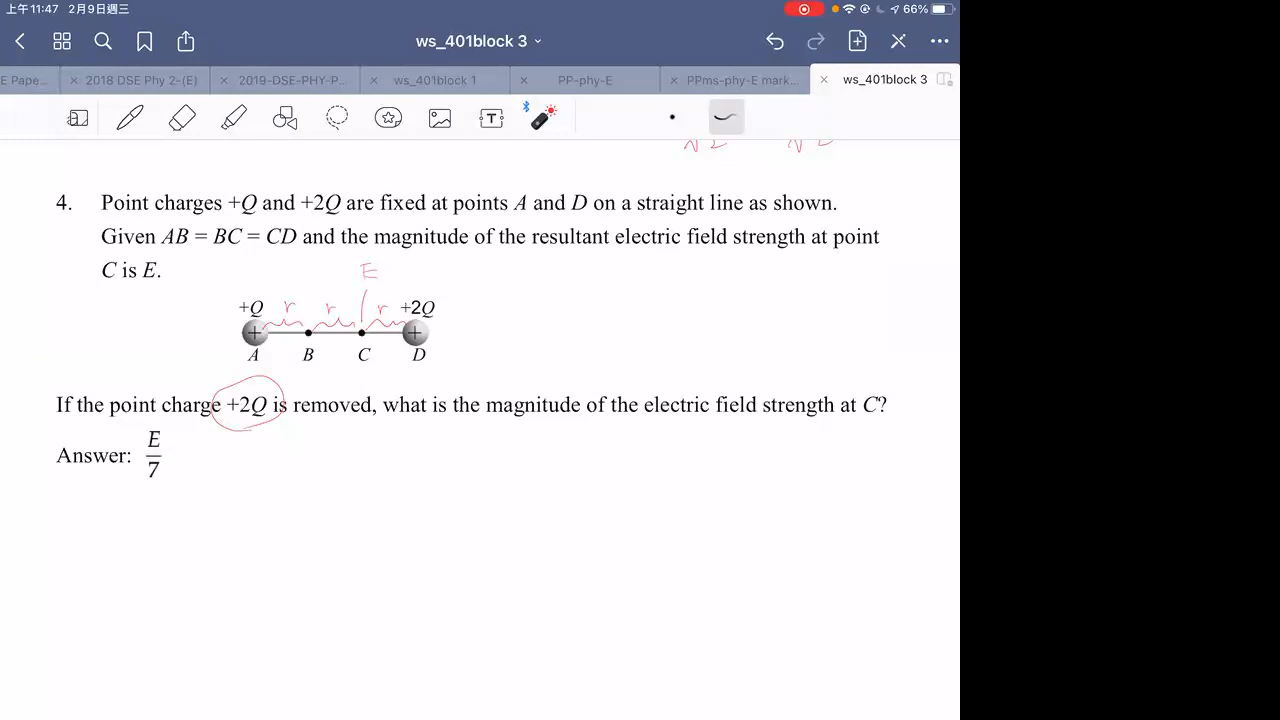 上午11:47 2月9日週三 66%
ws_401block 3
E Pape... 2018 DSE Phy 2-(E) 2019-DSE-PHY-P... ws_401block 1 PP-phy-E PPms-phy-E mark... ws_401block 3
T
4. Point charges +Q and +2Q are fixed at points A and D on a straight line as shown.
Given AB = BC = CD and the magnitude of the resultant electric field strength at point
C is E.
E
+Q r r r +2Q
+ +
A B C D
If the point charge +2Q is removed, what is the magnitude of the electric field strength at C?
Answer: E/7